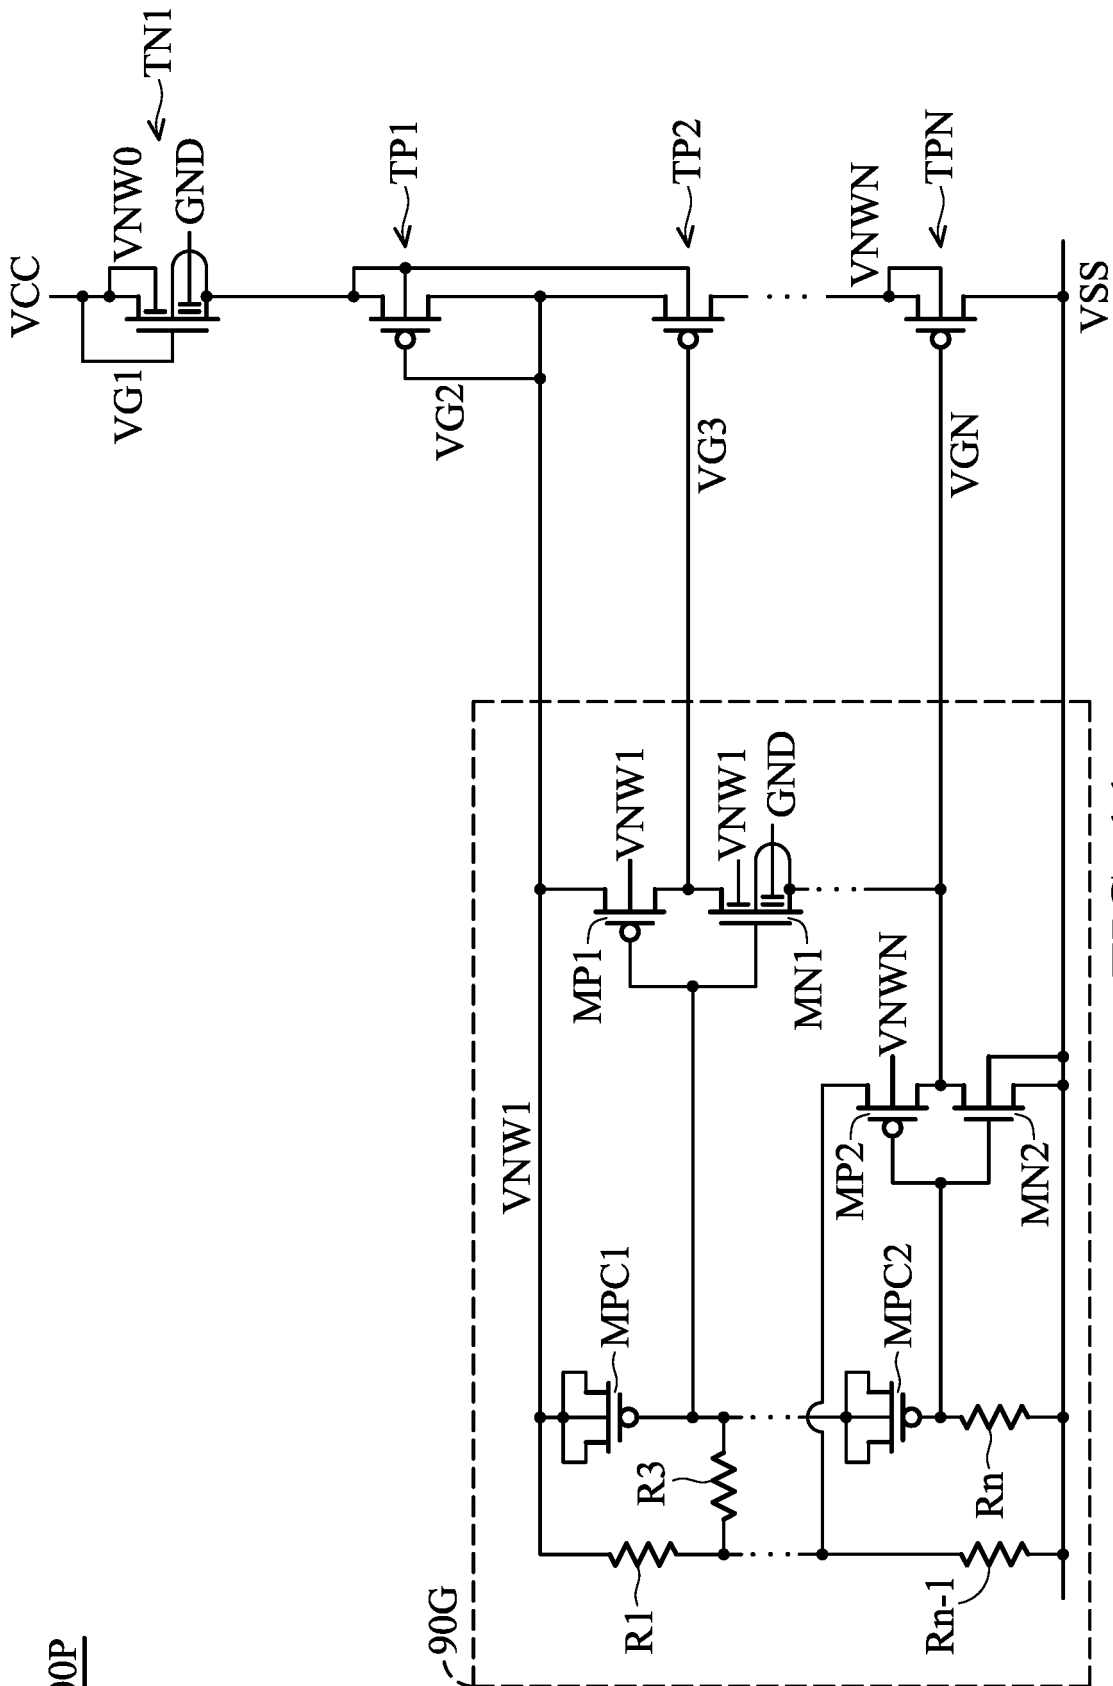 VCC
VNW0
TN1
VG1
GND
TP1
VG2
TP2
VG3
VNWN
TPN
VGN
VSS
90G
VNW1
MP1
VNW1
VNW1
GND
MN1
MPC1
R3
R1
MP2
VNWN
MN2
MPC2
Rn
Rn-1